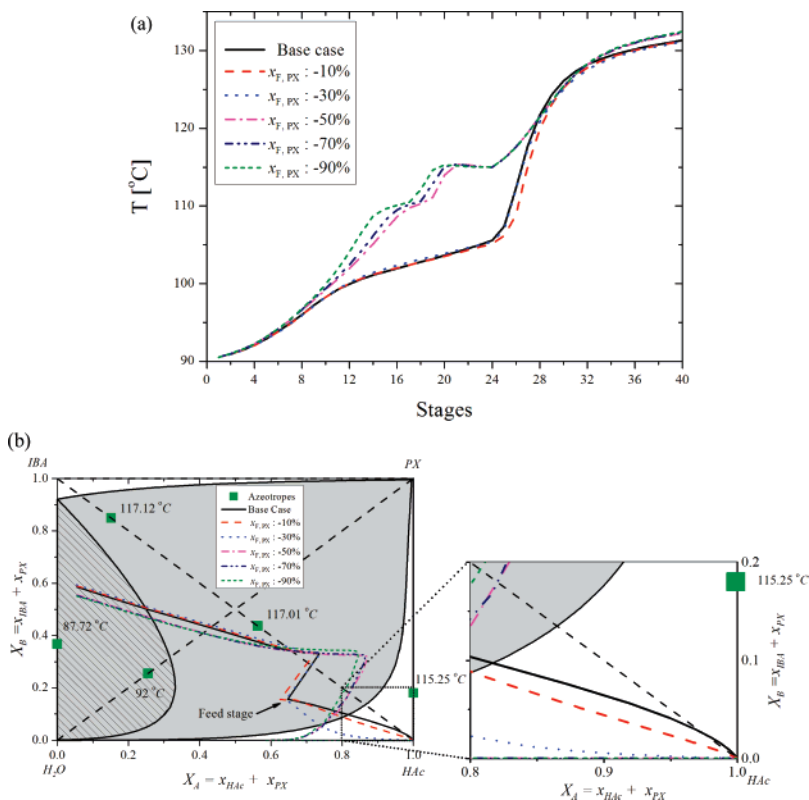 (a)
Base case
x_F, PX : -10%
x_F, PX : -30%
x_F, PX : -50%
x_F, PX : -70%
x_F, PX : -90%
T [°C]
130
120
110
100
90
0 4 8 12 16 20 24 28 32 36 40
Stages
(b)
IBA
PX
1.0
0.8
0.6
0.4
0.2
0.0
X_B = x_IBA + x_PX
Azeotropes
Base Case
x_F, PX : -10%
x_F, PX : -30%
x_F, PX : -50%
x_F, PX : -70%
x_F, PX : -90%
117.12 °C
117.01 °C
87.72 °C
92 °C
115.25 °C
Feed stage
0.0 0.2 0.4 0.6 0.8 1.0
H2O
HAc
X_A = x_HAc + x_PX
0.2
115.25 °C
0.1
0.0
X_B = x_IBA + x_PX
0.8 0.9 1.0
HAc
X_A = x_HAc + x_PX